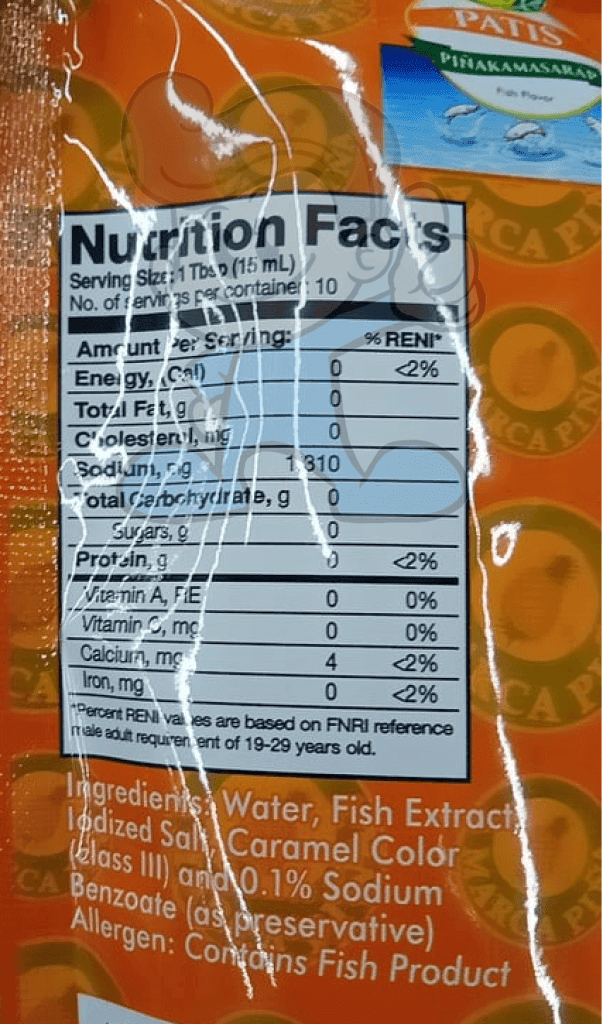 PATIS
PIÑAKAMASARAP
Fish Flavor
Nutrition Facts
Serving Size: 1 Tbsp (15 mL)
No. of servings per container: 10
Amount Per Serving: % RENI*
Energy, (Cal) 0 <2%
Total Fat, g 0
Cholesterol, mg 0
Sodium, mg 1,310
Total Carbohydrate, g 0
Sugars, g 0
Protein, g 0 <2%
Vitamin A, RE 0 0%
Vitamin C, mg 0 0%
Calcium, mg 4 <2%
Iron, mg 0 <2%
*Percent RENI values are based on FNRI reference
male adult requirement of 19-29 years old.
Ingredients: Water, Fish Extract,
Iodized Salt, Caramel Color
(class III) and 0.1% Sodium
Benzoate (as preservative)
Allergen: Contains Fish Product
MARCA PIÑA